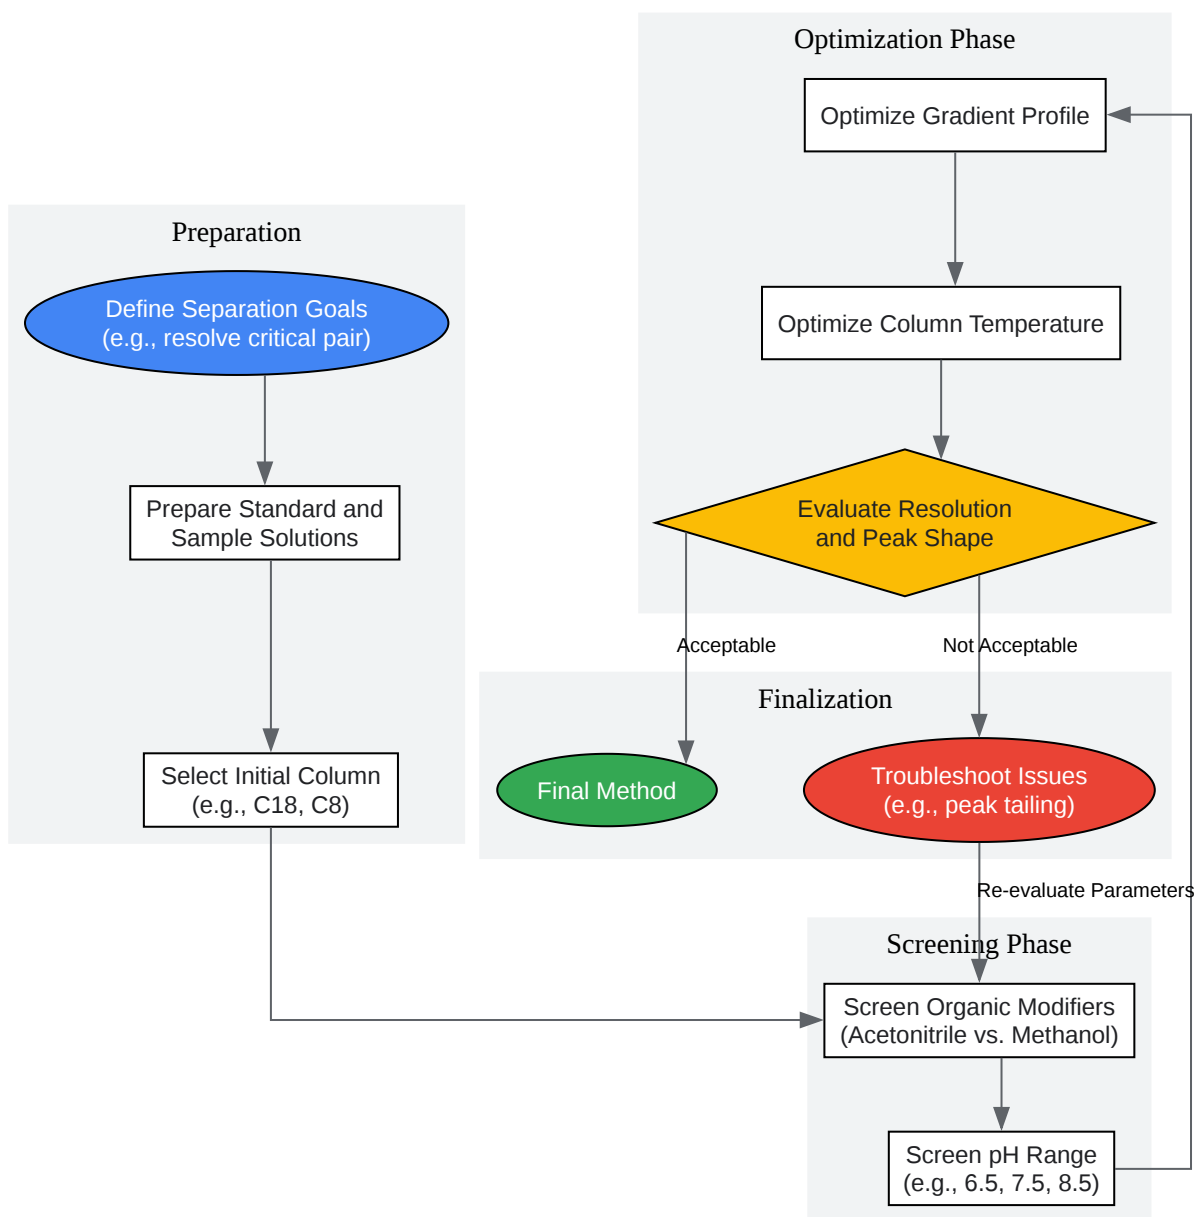 Optimization Phase
Optimize Gradient Profile
Preparation
Define Separation Goals
(e.g., resolve critical pair)
Optimize Column Temperature
Prepare Standard and
Sample Solutions
Evaluate Resolution
and Peak Shape
Acceptable
Not Acceptable
Finalization
Select Initial Column
(e.g., C18, C8)
Final Method
Troubleshoot Issues
(e.g., peak tailing)
Re-evaluate Parameters
Screening Phase
Screen Organic Modifiers
(Acetonitrile vs. Methanol)
Screen pH Range
(e.g., 6.5, 7.5, 8.5)